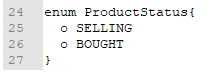 24 enum ProductStatus{
25 o SELLING
26 o BOUGHT
27 }